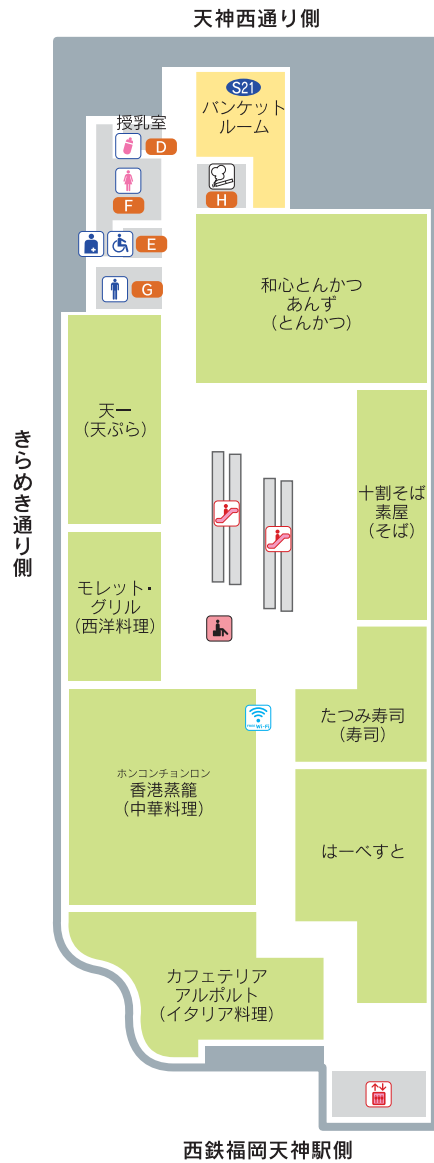 天神西通り側
S21
バンケット
ルーム
授乳室
D
F
H
E
G
和心とんかつ
あんず
(とんかつ)
天一
(天ぷら)
きらめき通り側
十割そば
素屋
(そば)
モレット・
グリル
(西洋料理)
たつみ寿司
(寿司)
FREE Wi-Fi
ホンコンチョンロン
香港蒸籠
(中華料理)
はーべすと
カフェテリア
アルポルト
(イタリア料理)
西鉄福岡天神駅側